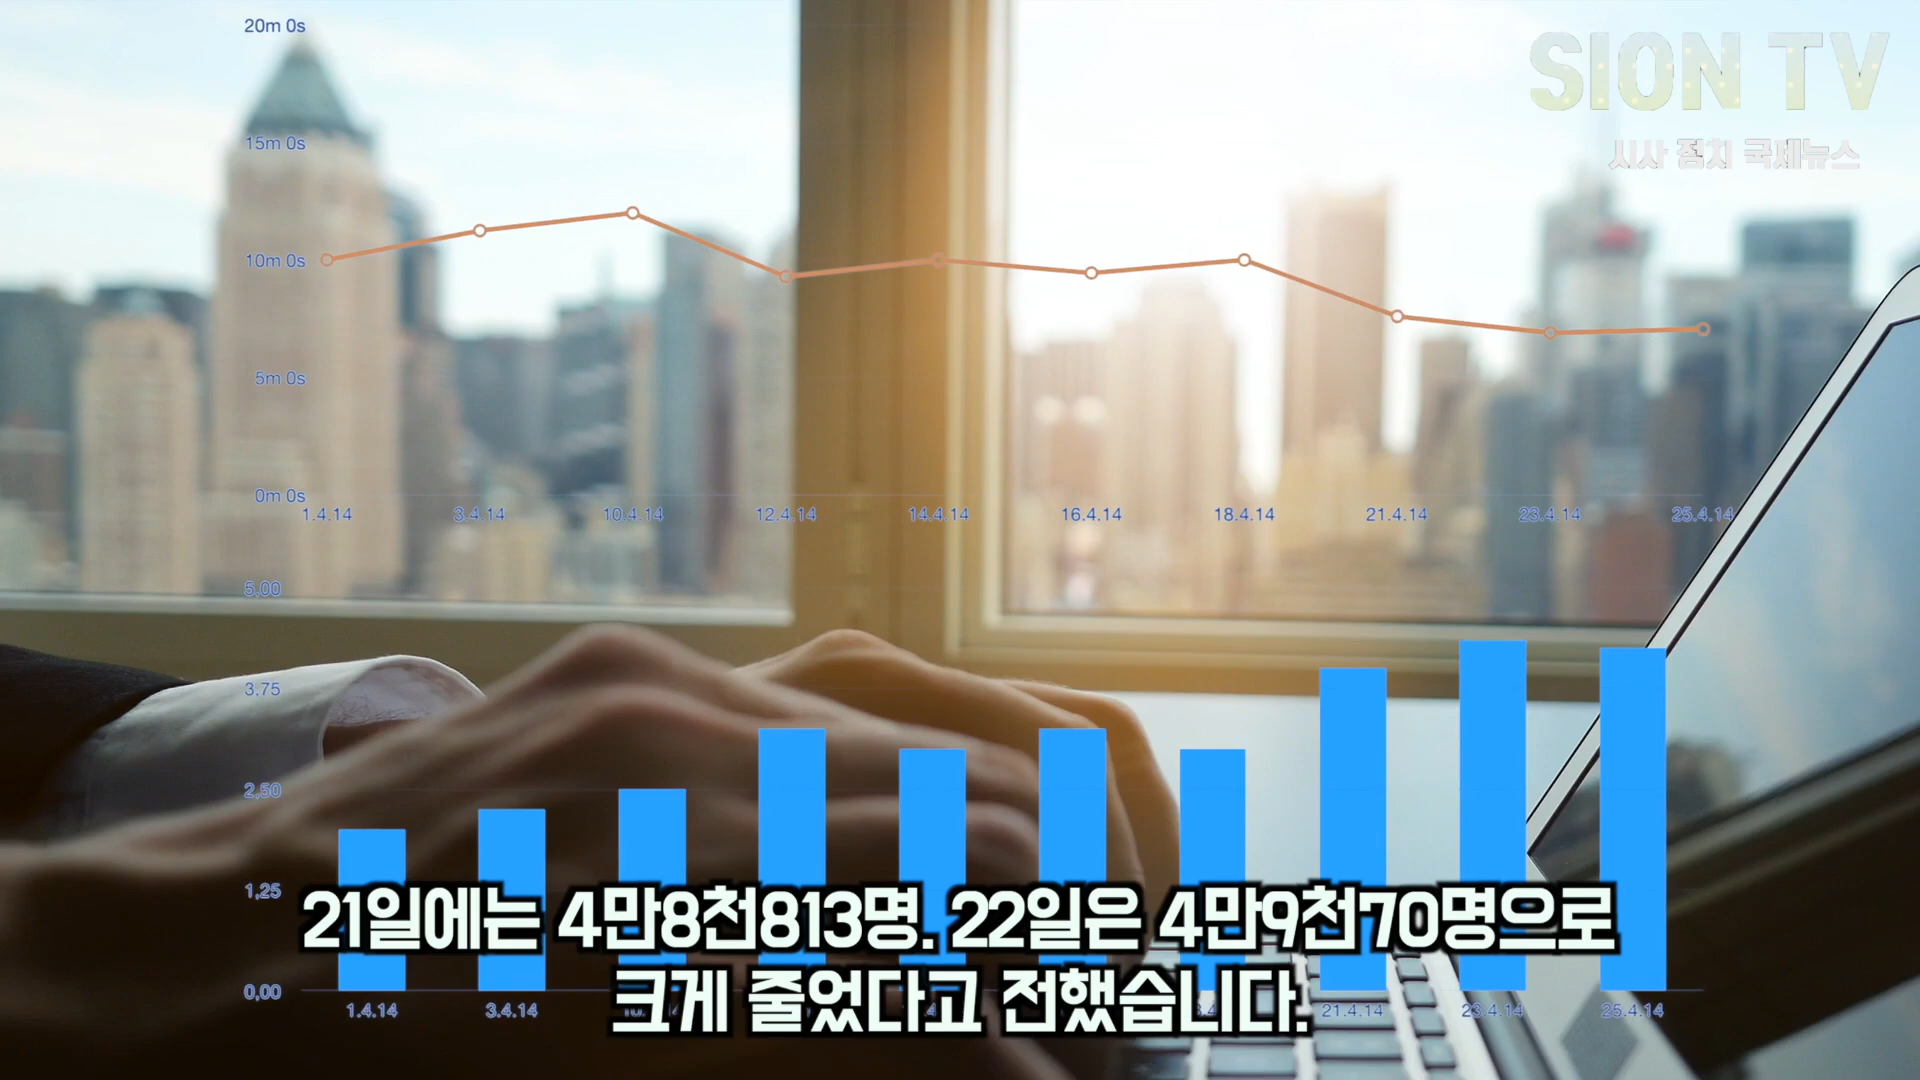 SION TV
시사 정치 국제뉴스
20m 0s
15m 0s
10m 0s
5m 0s
0m 0s
1.4.14 3.4.14 10.4.14 12.4.14 14.4.14 16.4.14 18.4.14 21.4.14 23.4.14 25.4.14
5,00
3.75
2,50
1,25
0,00
21일에는 4만8천813명. 22일은 4만9천70명으로
크게 줄었다고 전했습니다.
1.4.14 3.4.14 21.4.14 23.4.14 25.4.14